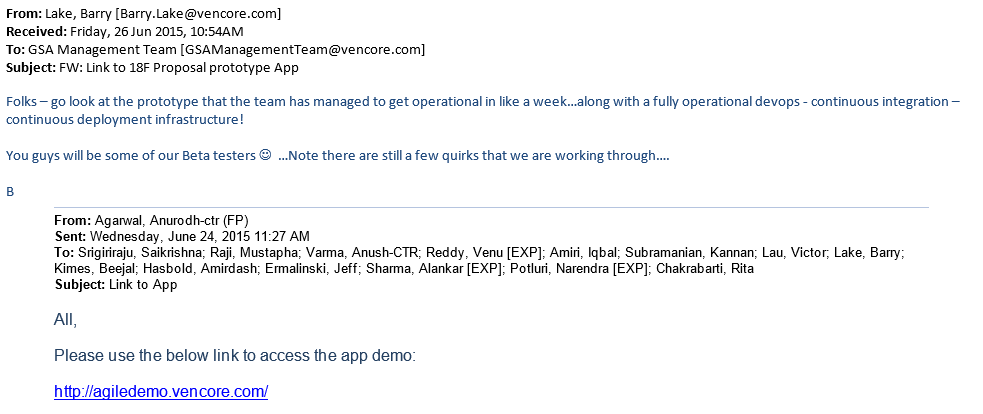 From: Lake, Barry [Barry.Lake@vencore.com]
Received: Friday, 26 Jun 2015, 10:54AM
To: GSA Management Team [GSAManagementTeam@vencore.com]
Subject: FW: Link to 18F Proposal prototype App
Folks – go look at the prototype that the team has managed to get operational in like a week...along with a fully operational devops - continuous integration –
continuous deployment infrastructure!
You guys will be some of our Beta testers ☺ ...Note there are still a few quirks that we are working through....
B
From: Agarwal, Anurodh-ctr (FP)
Sent: Wednesday, June 24, 2015 11:27 AM
To: Srigiriraju, Saikrishna; Raji, Mustapha; Varma, Anush-CTR; Reddy, Venu [EXP]; Amiri, Iqbal; Subramanian, Kannan; Lau, Victor; Lake, Barry;
Kimes, Beejal; Hasbold, Amirdash; Ermalinski, Jeff; Sharma, Alankar [EXP]; Potluri, Narendra [EXP]; Chakrabarti, Rita
Subject: Link to App
All,
Please use the below link to access the app demo:
http://agiledemo.vencore.com/